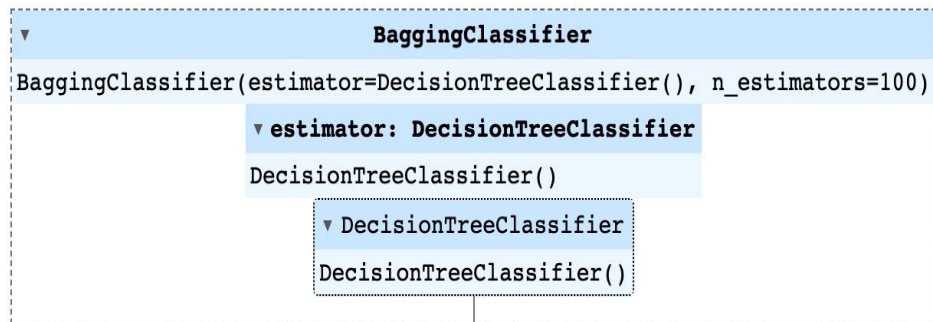 BaggingClassifier
BaggingClassifier(estimator=DecisionTreeClassifier(), n_estimators=100)
estimator: DecisionTreeClassifier
DecisionTreeClassifier()
DecisionTreeClassifier
DecisionTreeClassifier()